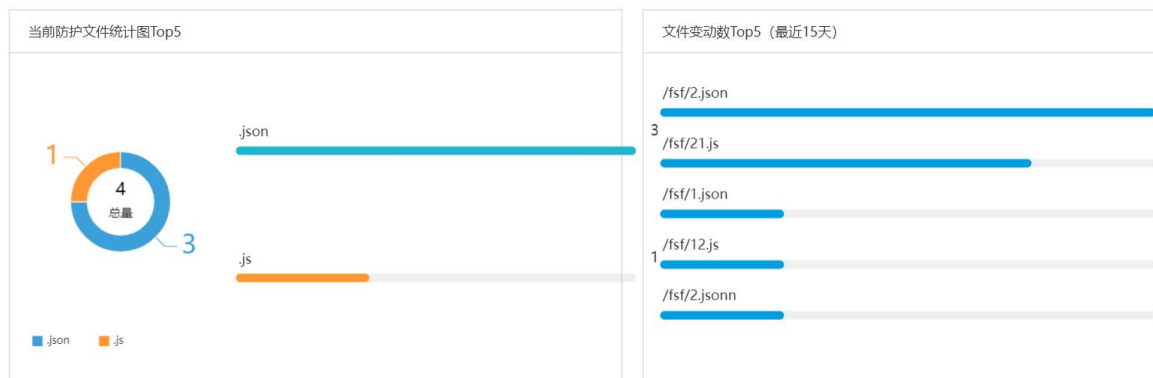 当前防护文件统计图Top5
1
4
总量
3
.json
3
.js
1
.json
.js
文件变动数Top5（最近15天）
/fsf/2.json
/fsf/21.js
/fsf/1.json
/fsf/12.js
/fsf/2.jsonn